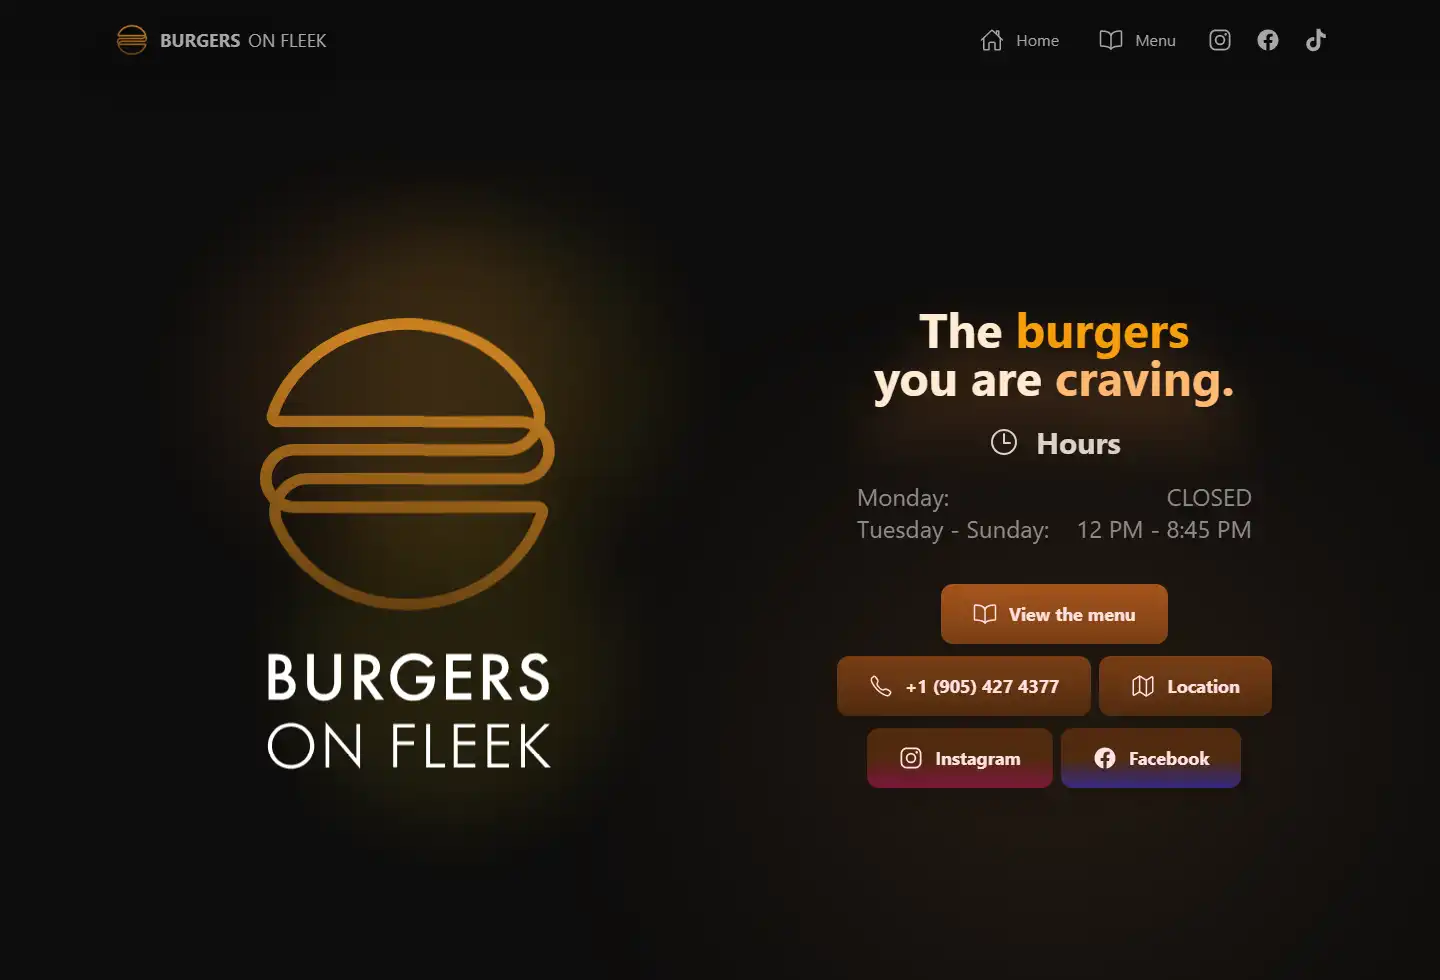 BURGERS ON FLEEK
Home
Menu
BURGERS
ON FLEEK
The burgers
you are craving.
Hours
Monday: CLOSED
Tuesday - Sunday: 12 PM - 8:45 PM
View the menu
+1 (905) 427 4377
Location
Instagram
Facebook